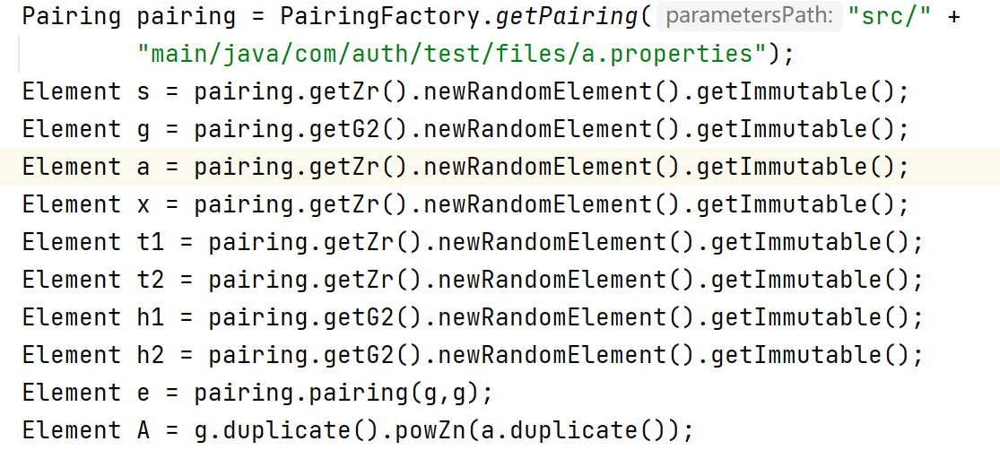 Pairing pairing = PairingFactory.getPairing( parametersPath: "src/" +
"main/java/com/auth/test/files/a.properties");
Element s = pairing.getZr().newRandomElement().getImmutable();
Element g = pairing.getG2().newRandomElement().getImmutable();
Element a = pairing.getZr().newRandomElement().getImmutable();
Element x = pairing.getZr().newRandomElement().getImmutable();
Element t1 = pairing.getZr().newRandomElement().getImmutable();
Element t2 = pairing.getZr().newRandomElement().getImmutable();
Element h1 = pairing.getG2().newRandomElement().getImmutable();
Element h2 = pairing.getG2().newRandomElement().getImmutable();
Element e = pairing.pairing(g,g);
Element A = g.duplicate().powZn(a.duplicate());